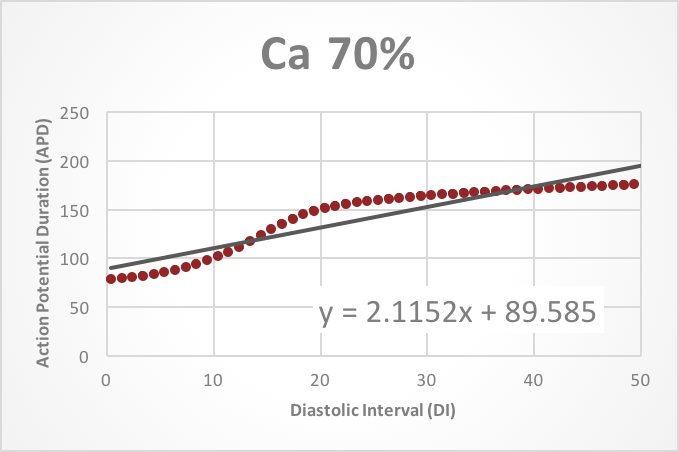 Ca 70%
Action Potential Duration (APD)
250
200
150
100
50
0
y = 2.1152x + 89.585
0 10 20 30 40 50
Diastolic Interval (DI)